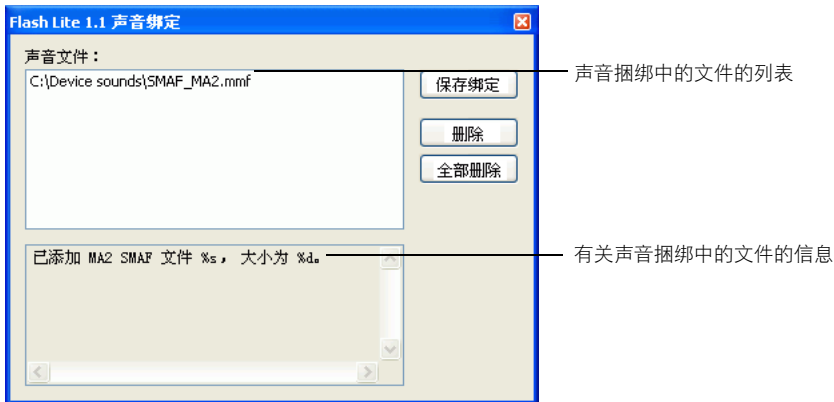 Flash Lite 1.1 声音绑定
声音文件：
C:\Device sounds\SMAF_MA2.mmf
声音捆绑中的文件的列表
保存绑定
删除
全部删除
已添加 MA2 SMAF 文件 %s, 大小为 %d。
有关声音捆绑中的文件的信息